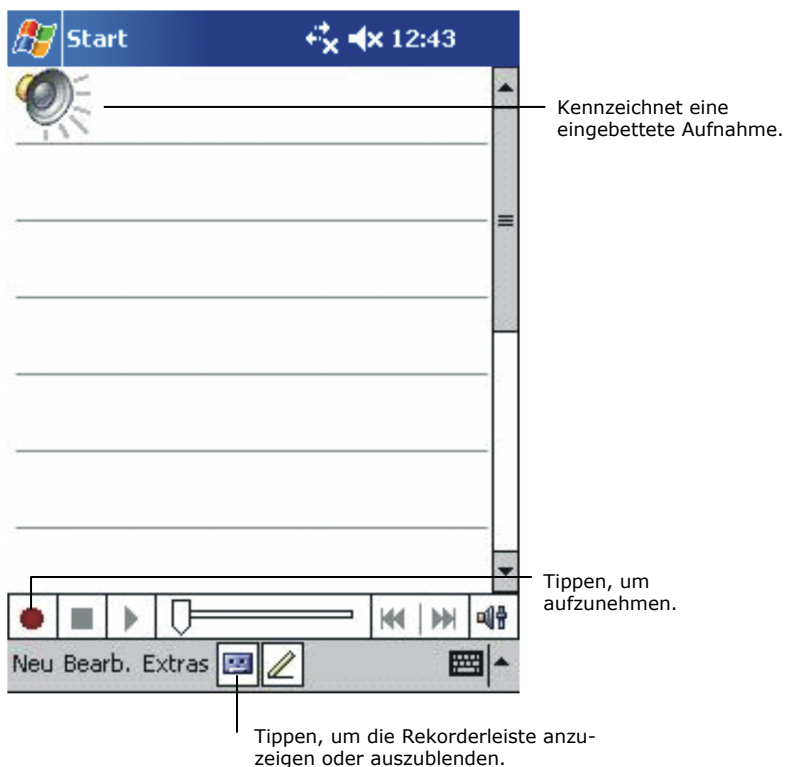 Start 12:43
Kennzeichnet eine
eingebettete Aufnahme.
Tippen, um
aufzunehmen.
Neu Bearb. Extras
Tippen, um die Rekorderleiste anzu-
zeigen oder auszublenden.